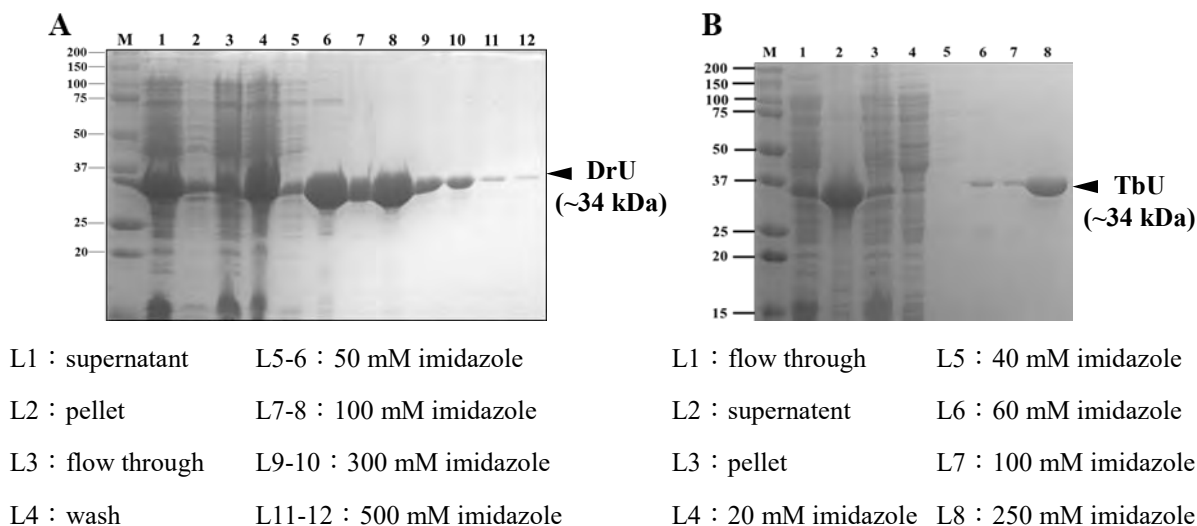 A
M 1 2 3 4 5 6 7 8 9 10 11 12
200
150
100
75
50
37
25
20
DrU
(~34 kDa)
B
M 1 2 3 4 5 6 7 8
200
150
100
75
50
37
25
20
15
TbU
(~34 kDa)
L1：supernatant L5-6：50 mM imidazole
L2：pellet L7-8：100 mM imidazole
L3：flow through L9-10：300 mM imidazole
L4：wash L11-12：500 mM imidazole
L1：flow through L5：40 mM imidazole
L2：supernatent L6：60 mM imidazole
L3：pellet L7：100 mM imidazole
L4：20 mM imidazole L8：250 mM imidazole